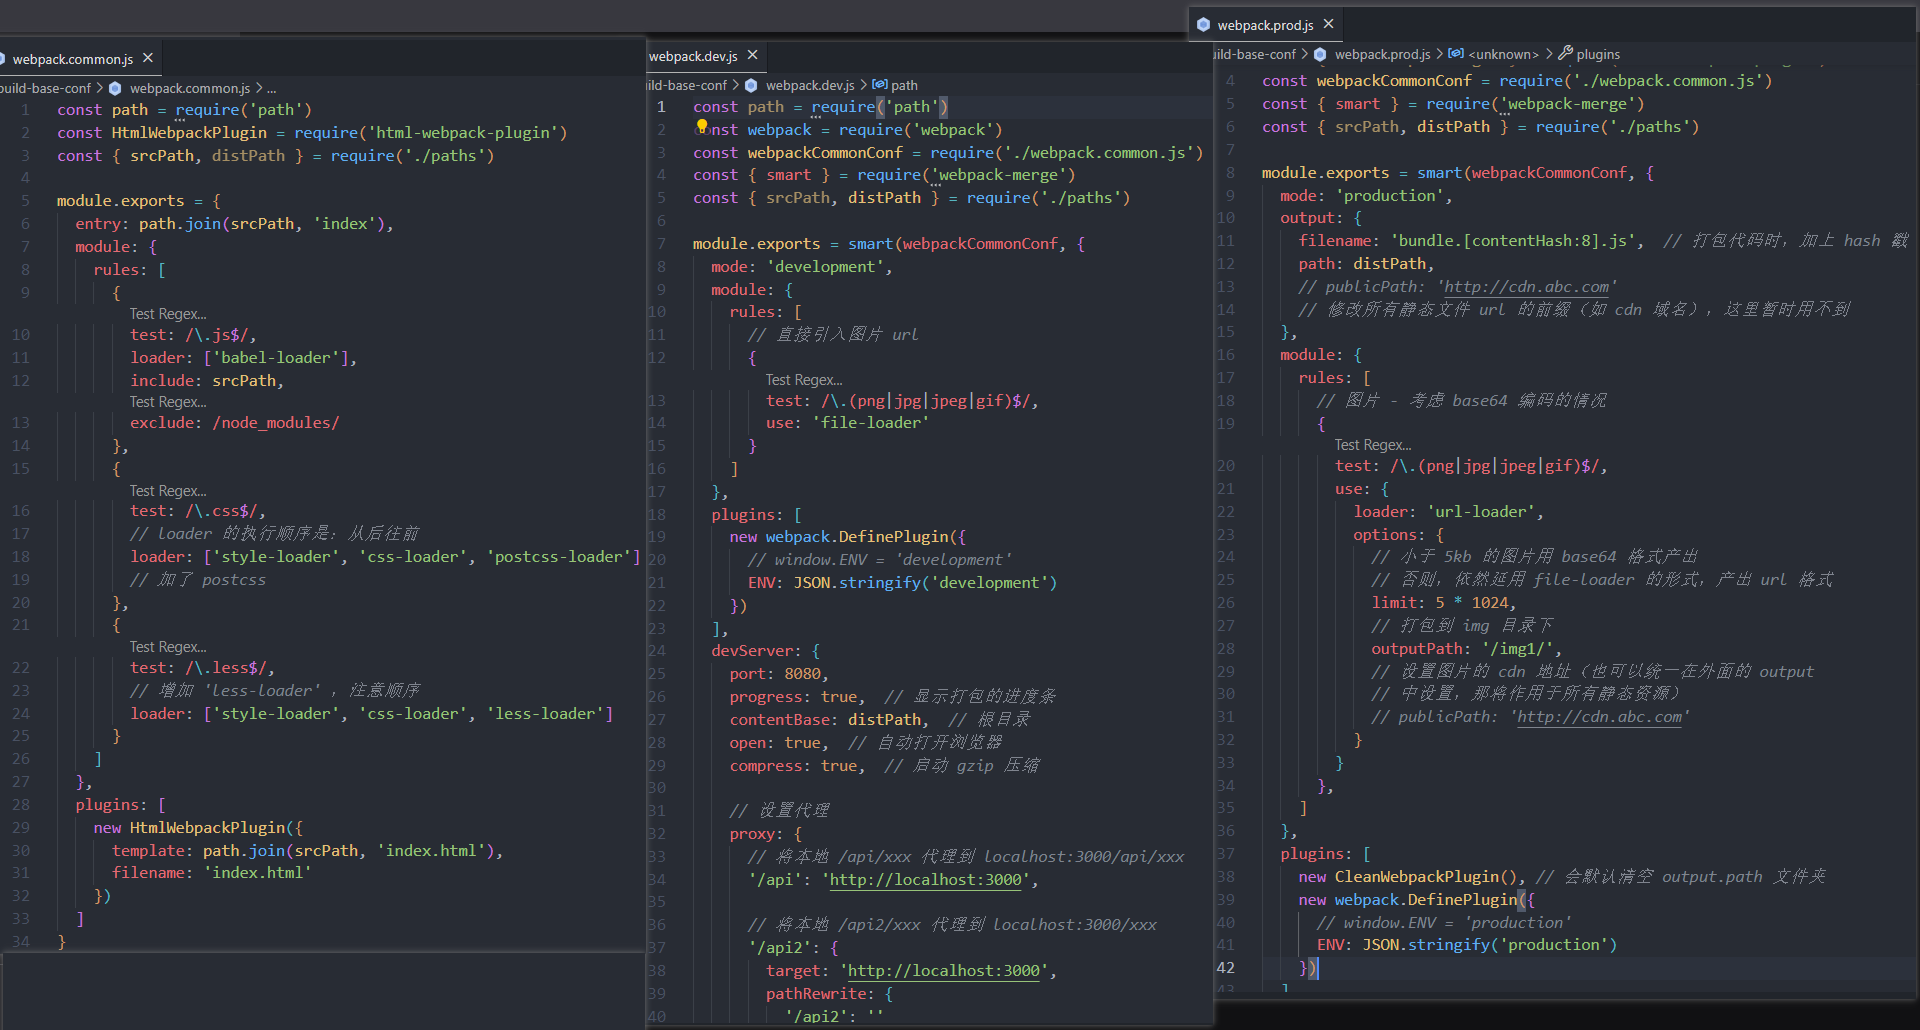 webpack.common.js ×
build-base-conf > webpack.common.js > ...
1 const path = require('path')
2 const HtmlWebpackPlugin = require('html-webpack-plugin')
3 const { srcPath, distPath } = require('./paths')
4
5 module.exports = {
6 entry: path.join(srcPath, 'index'),
7 module: {
8 rules: [
9 {
Test Regex...
10 test: /\.js$/,
11 loader: ['babel-loader'],
12 include: srcPath,
Test Regex...
13 exclude: /node_modules/
14 },
15 {
Test Regex...
16 test: /\.css$/,
17 // loader 的执行顺序是：从后往前
18 loader: ['style-loader', 'css-loader', 'postcss-loader']
19 // 加了 postcss
20 },
21 {
Test Regex...
22 test: /\.less$/,
23 // 增加 'less-loader' ，注意顺序
24 loader: ['style-loader', 'css-loader', 'less-loader']
25 }
26 ]
27 },
28 plugins: [
29 new HtmlWebpackPlugin({
30 template: path.join(srcPath, 'index.html'),
31 filename: 'index.html'
32 })
33 ]
34 }
webpack.dev.js ×
ild-base-conf > webpack.dev.js > path
1 const path = require('path')
2 const webpack = require('webpack')
3 const webpackCommonConf = require('./webpack.common.js')
4 const { smart } = require('webpack-merge')
5 const { srcPath, distPath } = require('./paths')
6
7 module.exports = smart(webpackCommonConf, {
8 mode: 'development',
9 module: {
10 rules: [
11 // 直接引入图片 url
12 {
Test Regex...
13 test: /\.(png|jpg|jpeg|gif)$/,
14 use: 'file-loader'
15 }
16 ]
17 },
18 plugins: [
19 new webpack.DefinePlugin({
20 // window.ENV = 'development'
21 ENV: JSON.stringify('development')
22 })
23 ],
24 devServer: {
25 port: 8080,
26 progress: true, // 显示打包的进度条
27 contentBase: distPath, // 根目录
28 open: true, // 自动打开浏览器
29 compress: true, // 启动 gzip 压缩
30
31 // 设置代理
32 proxy: {
33 // 将本地 /api/xxx 代理到 localhost:3000/api/xxx
34 '/api': 'http://localhost:3000',
35
36 // 将本地 /api2/xxx 代理到 localhost:3000/xxx
37 '/api2': {
38 target: 'http://localhost:3000',
39 pathRewrite: {
40 '/api2': ''
webpack.prod.js ×
uild-base-conf > webpack.prod.js > <unknown> > plugins
4 const webpackCommonConf = require('./webpack.common.js')
5 const { smart } = require('webpack-merge')
6 const { srcPath, distPath } = require('./paths')
7
8 module.exports = smart(webpackCommonConf, {
9 mode: 'production',
10 output: {
11 filename: 'bundle.[contentHash:8].js', // 打包代码时，加上 hash 戳
12 path: distPath,
13 // publicPath: 'http://cdn.abc.com'
14 // 修改所有静态文件 url 的前缀（如 cdn 域名），这里暂时用不到
15 },
16 module: {
17 rules: [
18 // 图片 - 考虑 base64 编码的情况
19 {
Test Regex...
20 test: /\.(png|jpg|jpeg|gif)$/,
21 use: {
22 loader: 'url-loader',
23 options: {
24 // 小于 5kb 的图片用 base64 格式产出
25 // 否则，依然延用 file-loader 的形式，产出 url 格式
26 limit: 5 * 1024,
27 // 打包到 img 目录下
28 outputPath: '/img1/',
29 // 设置图片的 cdn 地址（也可以统一在外面的 output
30 // 中设置，那将作用于所有静态资源）
31 // publicPath: 'http://cdn.abc.com'
32 }
33 }
34 },
35 ]
36 },
37 plugins: [
38 new CleanWebpackPlugin(), // 会默认清空 output.path 文件夹
39 new webpack.DefinePlugin({
40 // window.ENV = 'production'
41 ENV: JSON.stringify('production')
42 })
43 ]